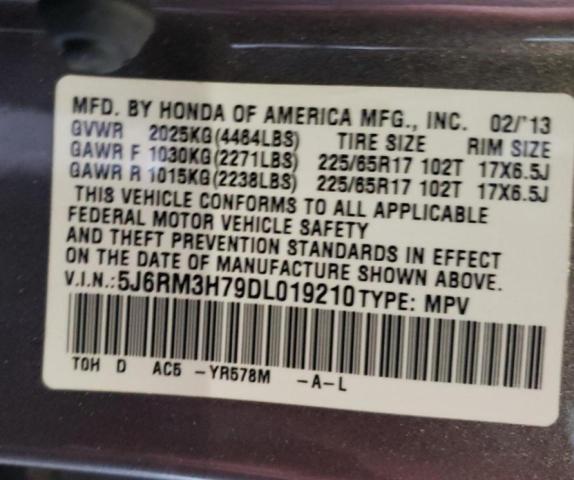 MFD. BY HONDA OF AMERICA MFG., INC. 02/'13
GVWR 2025KG(4464LBS) TIRE SIZE RIM SIZE
GAWR F 1030KG(2271LBS) 225/65R17 102T 17X6.5J
GAWR R 1015KG(2238LBS) 225/65R17 102T 17X6.5J
THIS VEHICLE CONFORMS TO ALL APPLICABLE
FEDERAL MOTOR VEHICLE SAFETY
AND THEFT PREVENTION STANDARDS IN EFFECT
ON THE DATE OF MANUFACTURE SHOWN ABOVE.
V.I.N.:5J6RM3H79DL019210 TYPE: MPV
TOH D AC5 -YR578M -A-L